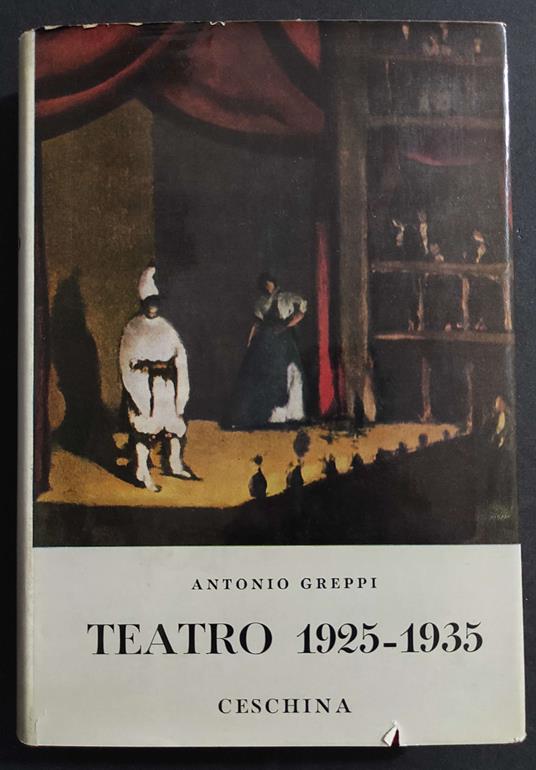 ANTONIO GREPPI
TEATRO 1925-1935
CESCHINA